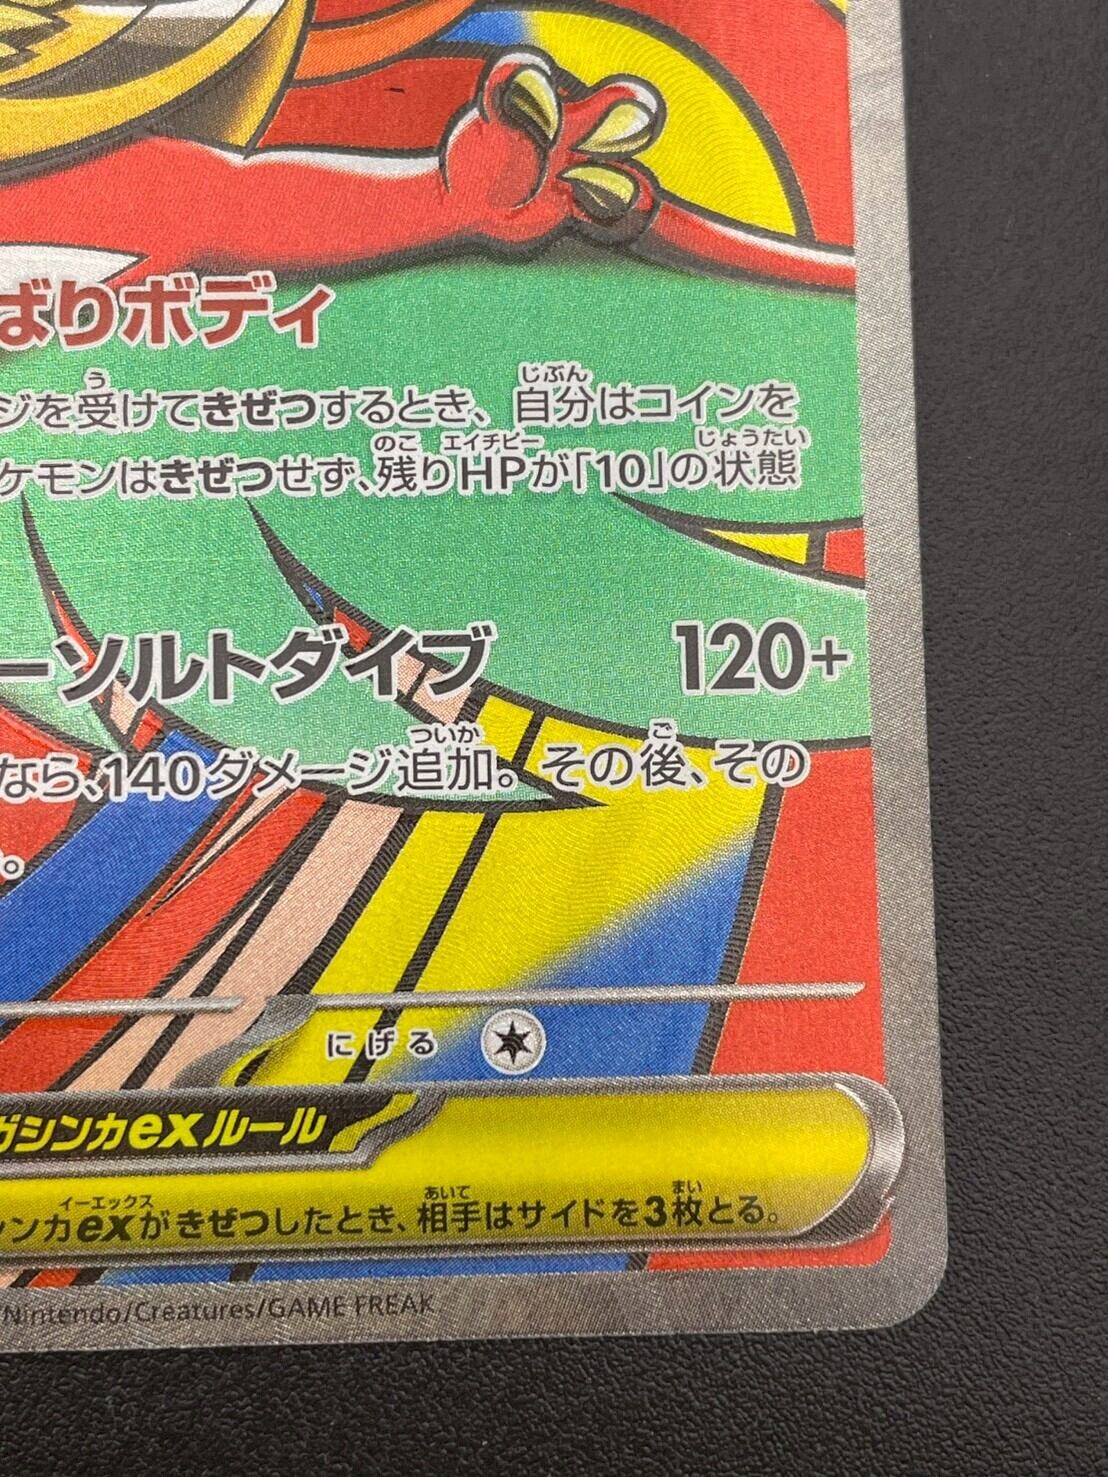 ばりボディ
ジを受けてきぜつするとき、自分はコインを
ケモンはきぜつせず、残りHPが「10」の状態
ーソルトダイブ 120+
なら、140ダメージ追加。その後、その
。
にげる
ガシンカexルール
シンカexがきぜつしたとき、相手はサイドを3枚とる。
/Nintendo/Creatures/GAME FREAK